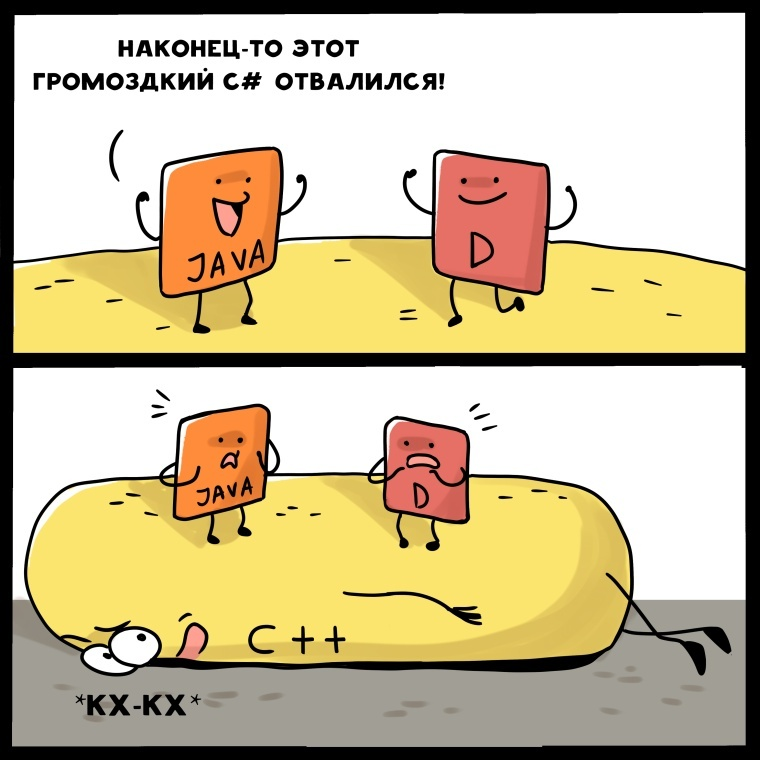 НАКОНЕЦ-ТО ЭТОТ
ГРОМОЗДКИЙ C# ОТВАЛИЛСЯ!
JAVA
D
JAVA
D
C ++
*КХ-КХ*